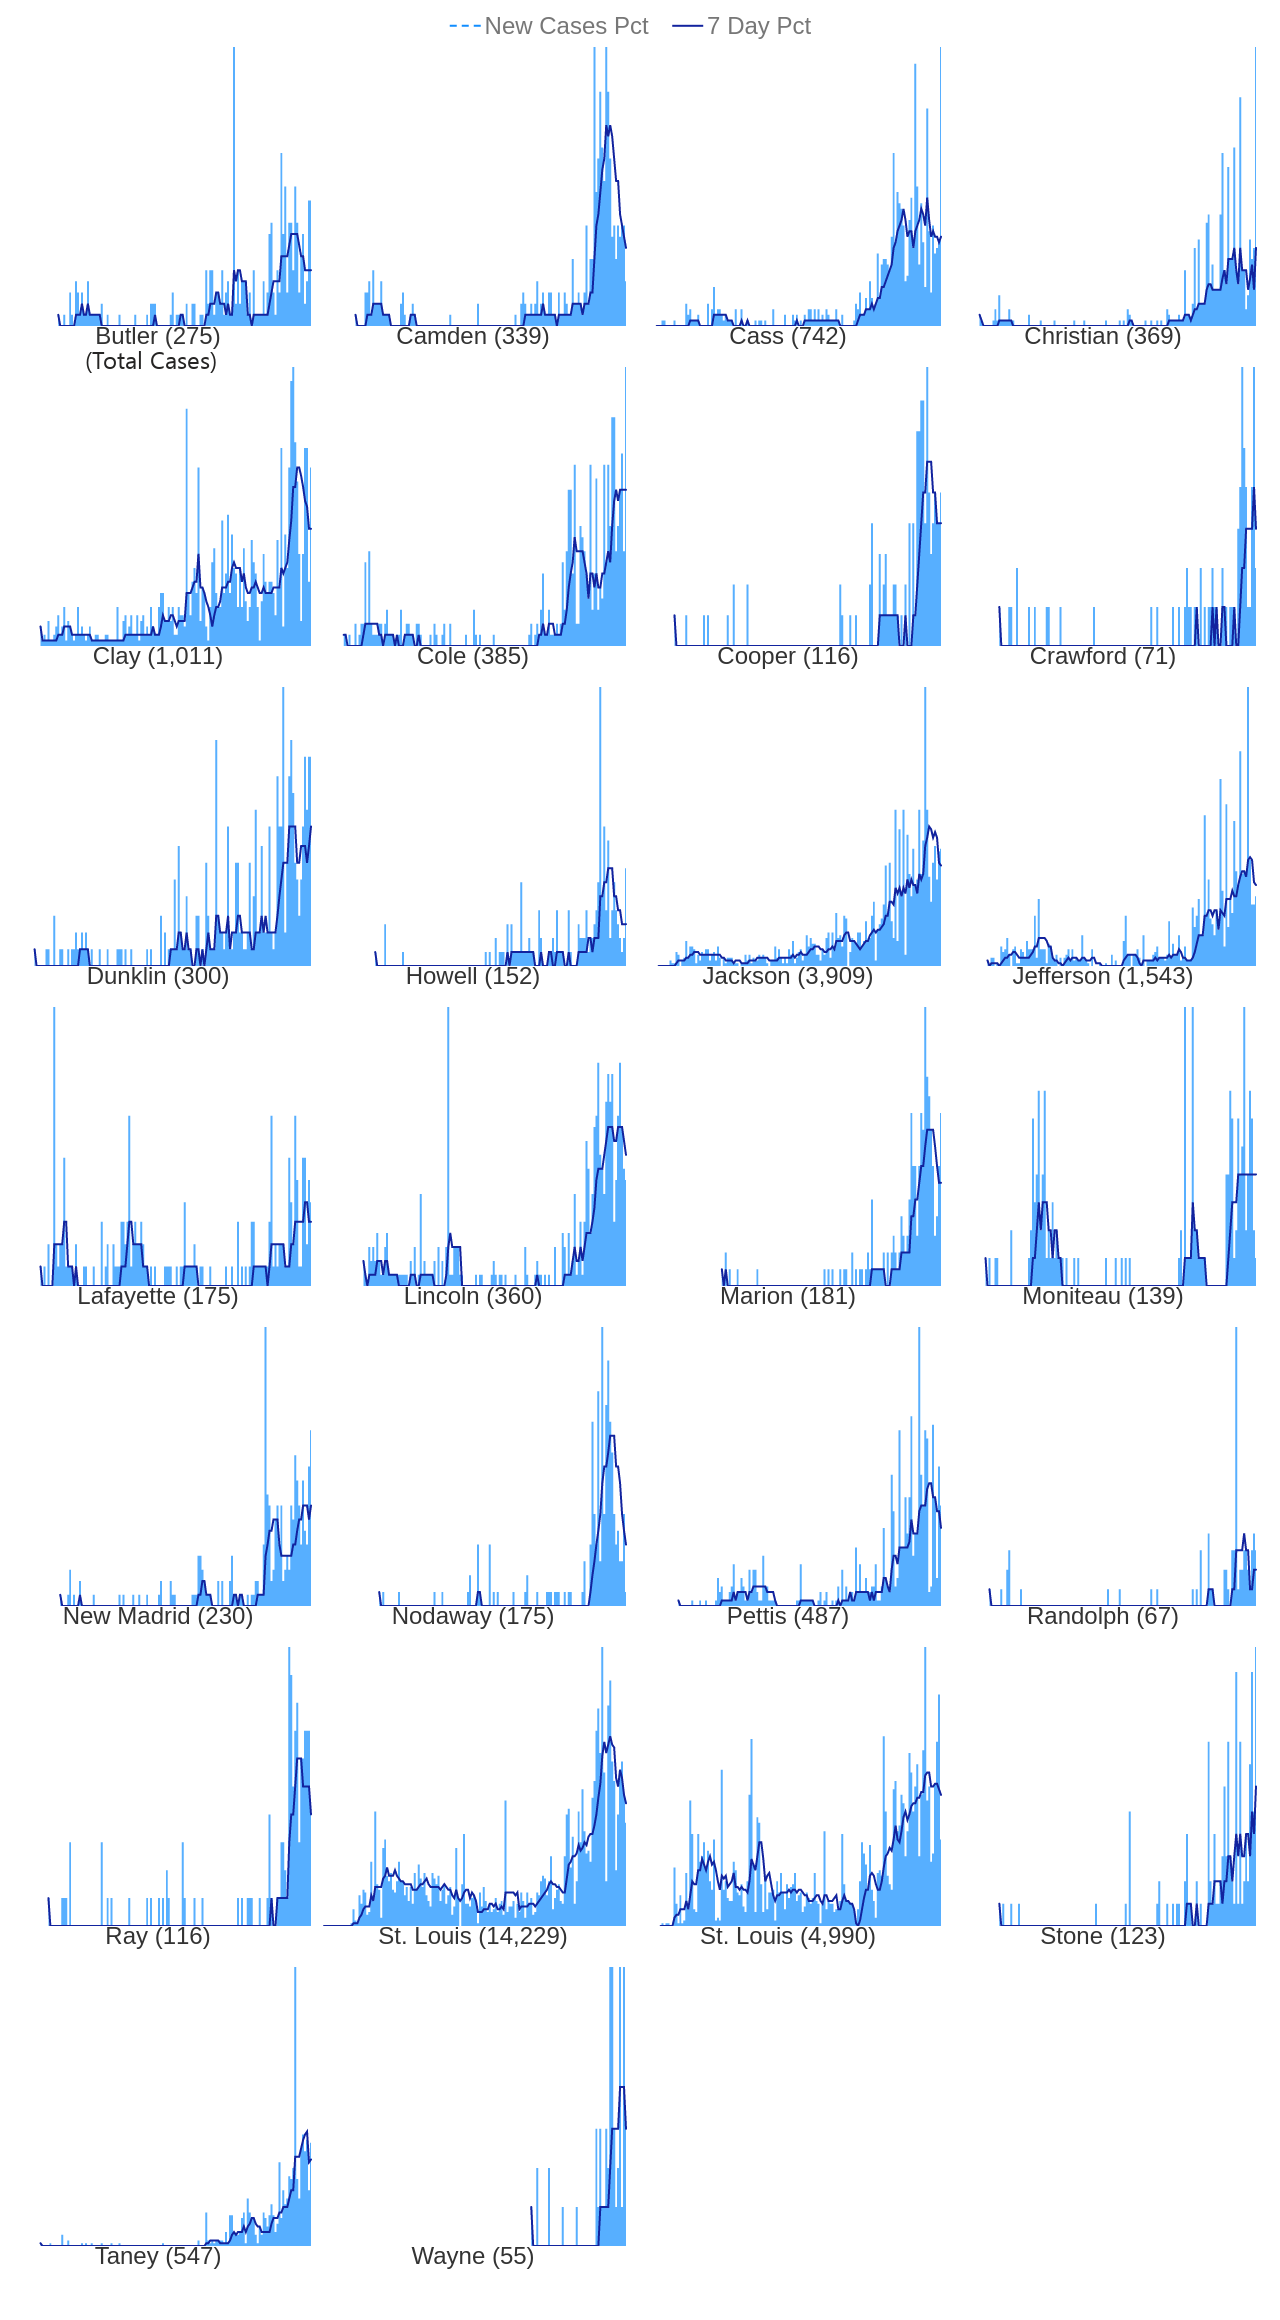 New Cases Pct 7 Day Pct
Butler (275) Camden (339) Cass (742) Christian (369)
(Total Cases)
Clay (1,011) Cole (385) Cooper (116) Crawford (71)
Dunklin (300) Howell (152) Jackson (3,909) Jefferson (1,543)
Lafayette (175) Lincoln (360) Marion (181) Moniteau (139)
New Madrid (230) Nodaway (175) Pettis (487) Randolph (67)
Ray (116) St. Louis (14,229) St. Louis (4,990) Stone (123)
Taney (547) Wayne (55)